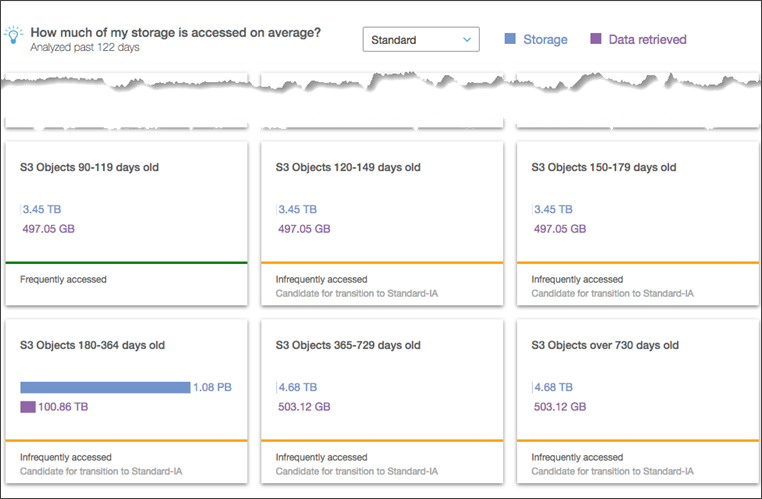 How much of my storage is accessed on average?
Analyzed past 122 days
Standard
Storage
Data retrieved
S3 Objects 90-119 days old
3.45 TB
497.05 GB
Frequently accessed
S3 Objects 120-149 days old
3.45 TB
497.05 GB
Infrequently accessed
Candidate for transition to Standard-IA
S3 Objects 150-179 days old
3.45 TB
497.05 GB
Infrequently accessed
Candidate for transition to Standard-IA
S3 Objects 180-364 days old
1.08 PB
100.86 TB
Infrequently accessed
Candidate for transition to Standard-IA
S3 Objects 365-729 days old
4.68 TB
503.12 GB
Infrequently accessed
Candidate for transition to Standard-IA
S3 Objects over 730 days old
4.68 TB
503.12 GB
Infrequently accessed
Candidate for transition to Standard-IA